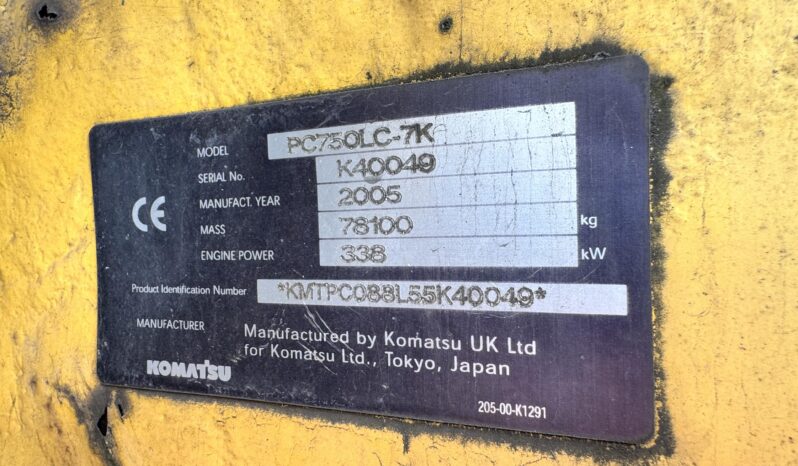 MODEL PC750LC-7K
SERIAL No. K40049
MANUFACT. YEAR 2005
MASS 78100 kg
ENGINE POWER 338 kW
CE
Product Identification Number *KMTPC088L55K40049*
MANUFACTURER
Manufactured by Komatsu UK Ltd
for Komatsu Ltd., Tokyo, Japan
KOMATSU
205-00-K1291